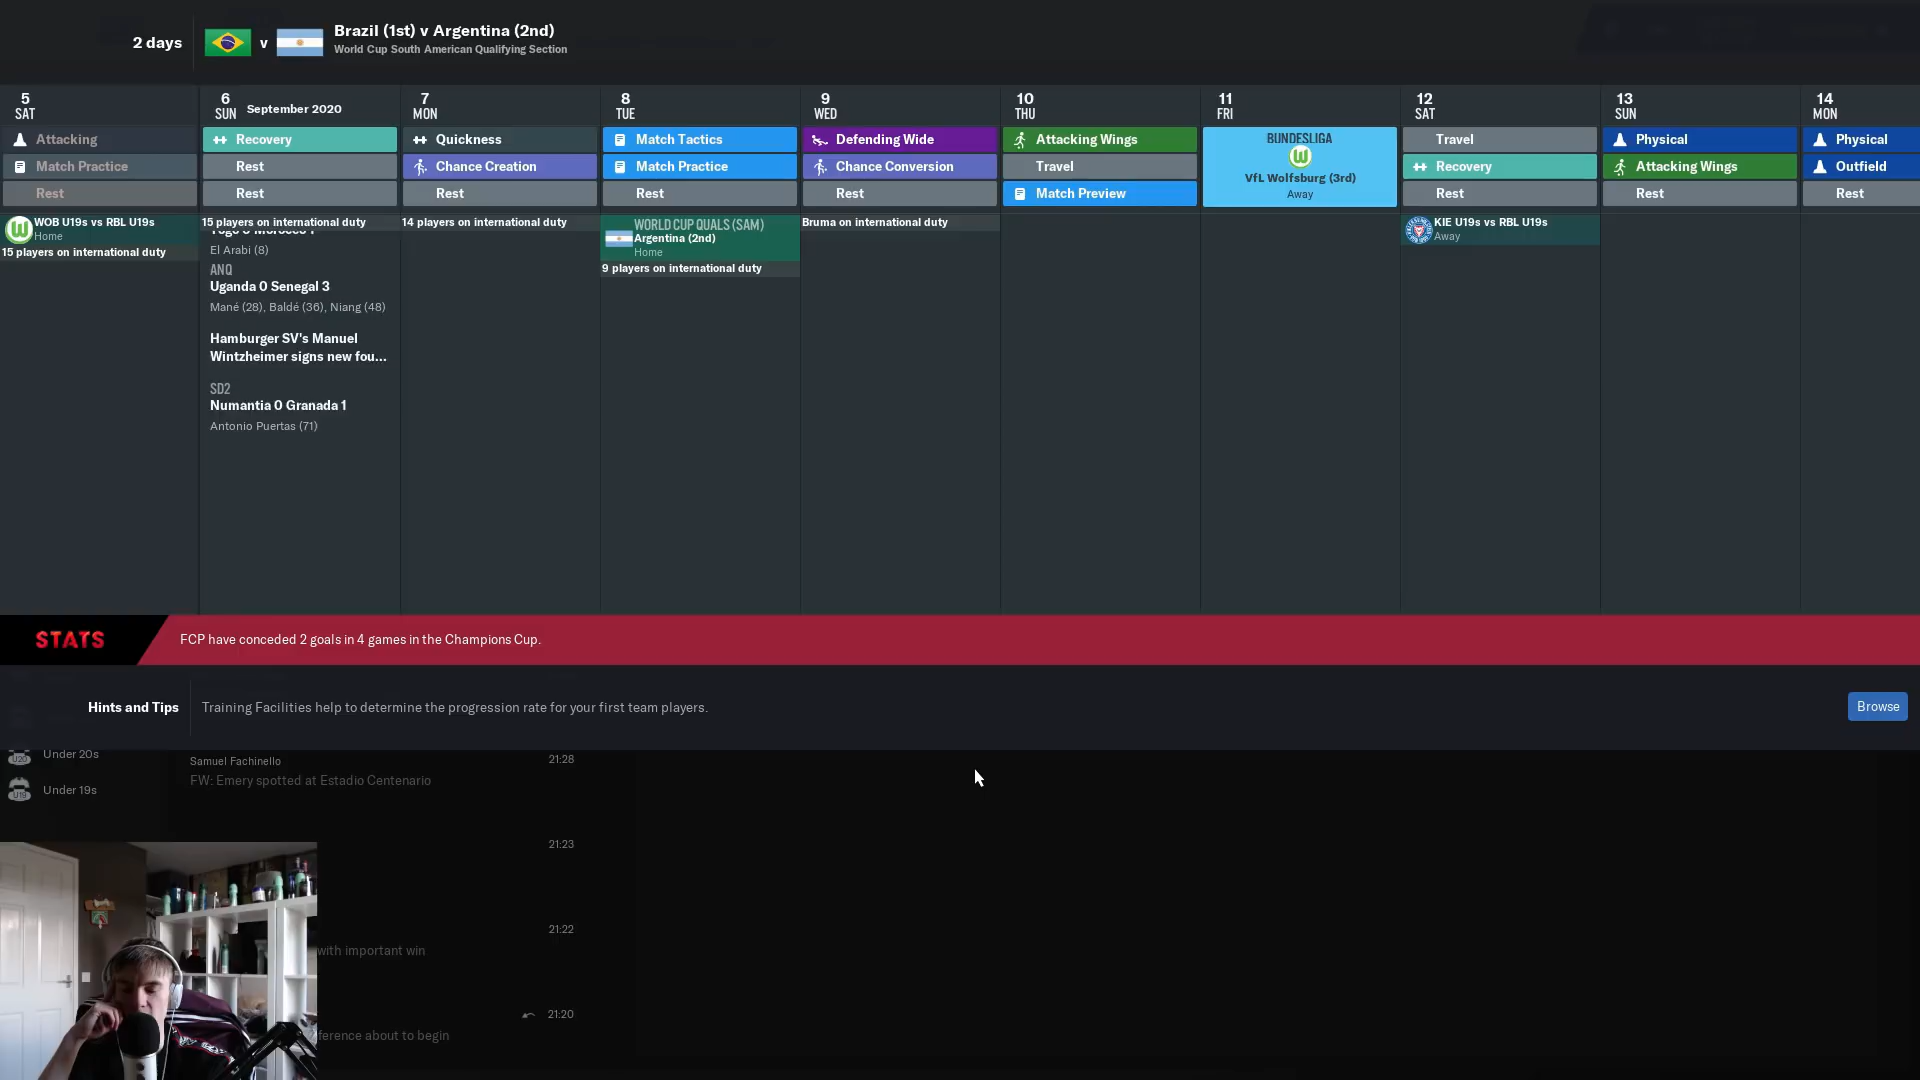 2 days
v
Brazil (1st) v Argentina (2nd)
World Cup South American Qualifying Section
5
SAT
6
SUN
September 2020
7
MON
8
TUE
9
WED
10
THU
11
FRI
12
SAT
13
SUN
14
MON
Attacking
Match Practice
Rest
Recovery
Rest
Rest
Quickness
Chance Creation
Rest
Match Tactics
Match Practice
Rest
Defending Wide
Chance Conversion
Rest
Attacking Wings
Travel
Match Preview
BUNDESLIGA
VfL Wolfsburg (3rd)
Away
Travel
Recovery
Rest
Physical
Attacking Wings
Rest
Physical
Outfield
Rest
WOB U19s vs RBL U19s
Home
15 players on international duty
15 players on international duty
El Arabi (8)
ANQ
Uganda 0 Senegal 3
Mané (28), Baldé (36), Niang (48)
Hamburger SV's Manuel
Wintzheimer signs new fou...
SD2
Numantia 0 Granada 1
Antonio Puertas (71)
14 players on international duty
WORLD CUP QUALS (SAM)
Argentina (2nd)
Home
9 players on international duty
Bruma on international duty
KIE U19s vs RBL U19s
Away
STATS
FCP have conceded 2 goals in 4 games in the Champions Cup.
Hints and Tips
Training Facilities help to determine the progression rate for your first team players.
Browse
Under 20s
Under 19s
Samuel Fachinello
21:28
FW: Emery spotted at Estadio Centenario
21:23
21:22
with important win
21:20
ference about to begin